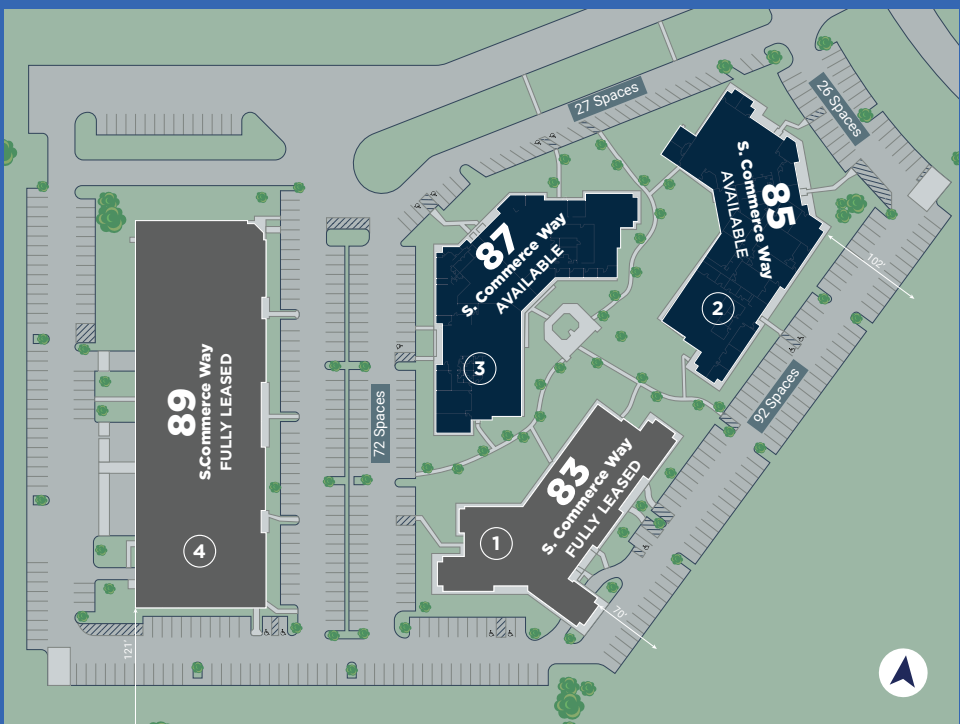 27 Spaces
26 Spaces
85
S. Commerce Way
AVAILABLE
2
102'
87
S. Commerce Way
AVAILABLE
3
89
S.Commerce Way
FULLY LEASED
4
72 Spaces
92 Spaces
83
S. Commerce Way
FULLY LEASED
1
70'
121'